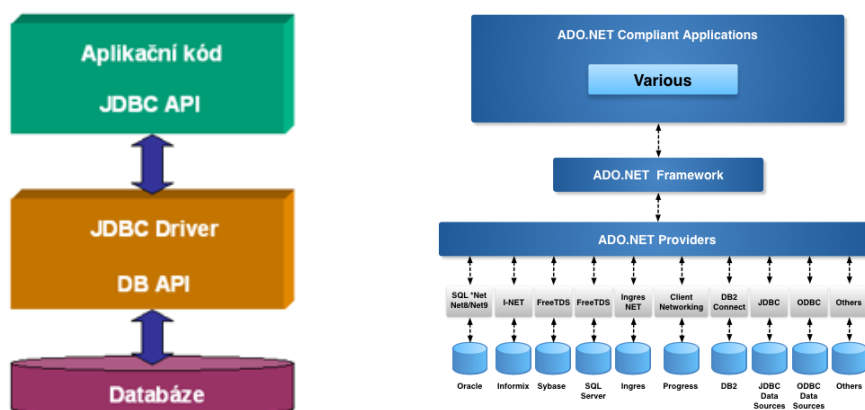 Aplikační kód
JDBC API
JDBC Driver
DB API
Databáze
ADO.NET Compliant Applications
Various
ADO.NET Framework
ADO.NET Providers
SQL *Net
Net8/Net9
I-NET
FreeTDS
FreeTDS
Ingres
NET
Client
Networking
DB2
Connect
JDBC
ODBC
Others
Oracle
Informix
Sybase
SQL
Server
Ingres
Progress
DB2
JDBC
Data
Sources
ODBC
Data
Sources
Others